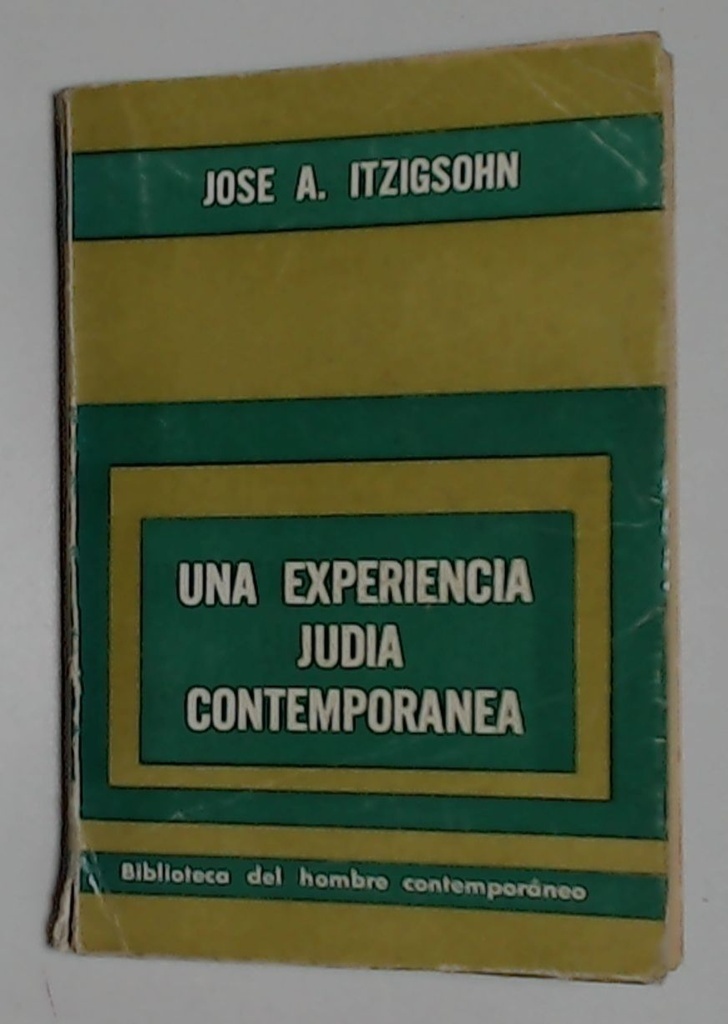 JOSE A. ITZIGSOHN
UNA EXPERIENCIA
JUDIA
CONTEMPORANEA
Biblioteca del hombre contemporáneo